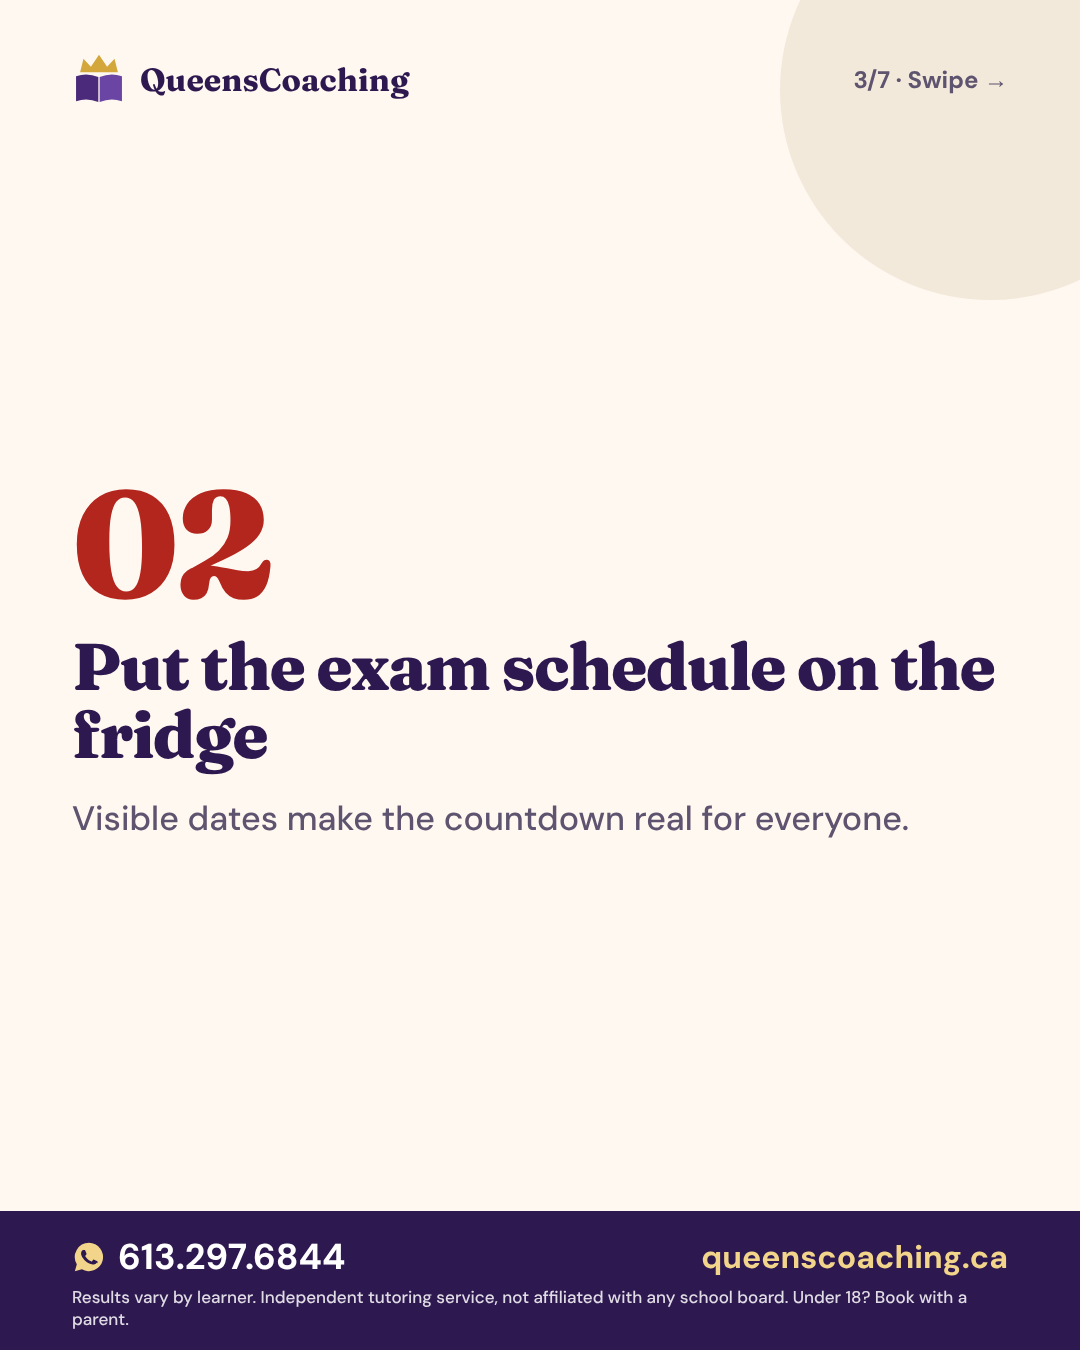 QueensCoaching
3/7 · Swipe →
02
Put the exam schedule on the
fridge
Visible dates make the countdown real for everyone.
613.297.6844
queenscoaching.ca
Results vary by learner. Independent tutoring service, not affiliated with any school board. Under 18? Book with a
parent.